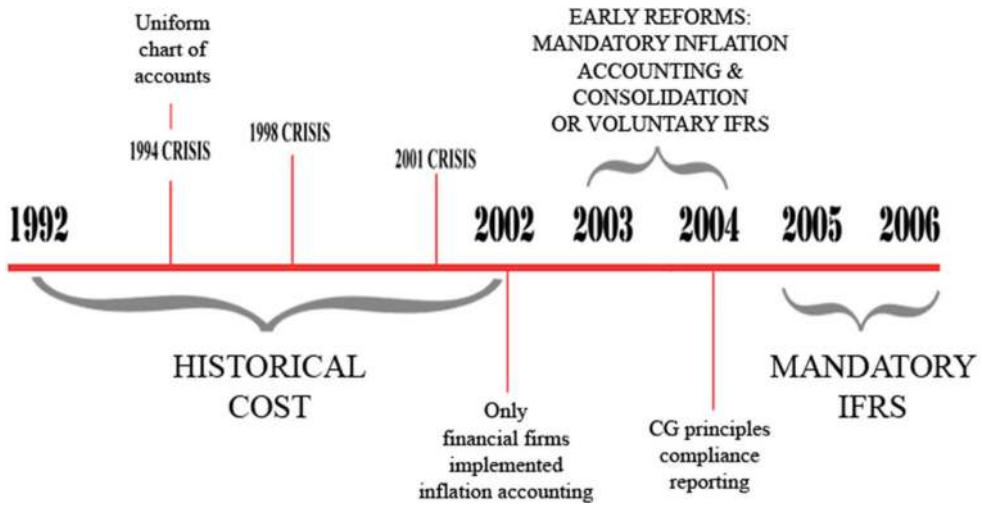 Uniform
chart of
accounts
1994 CRISIS
1998 CRISIS
2001 CRISIS
EARLY REFORMS:
MANDATORY INFLATION
ACCOUNTING &
CONSOLIDATION
OR VOLUNTARY IFRS
1992
2002
2003
2004
2005
2006
HISTORICAL
COST
MANDATORY
IFRS
Only
financial firms
implemented
inflation accounting
CG principles
compliance
reporting